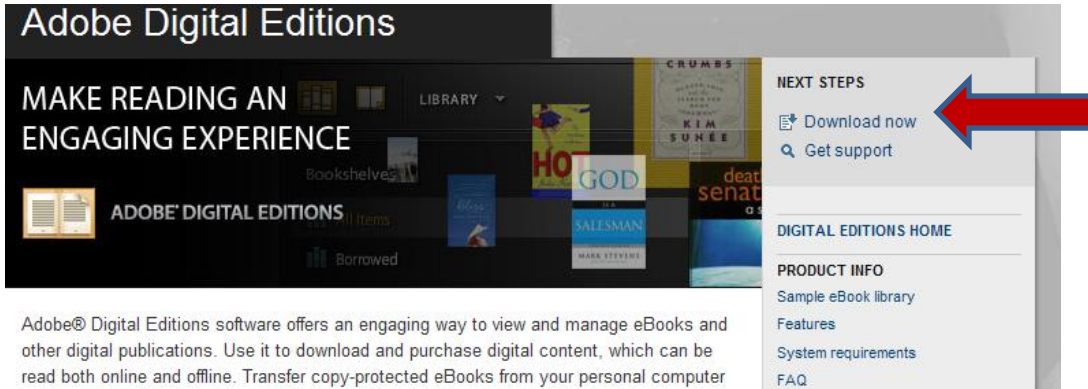 Adobe Digital Editions
MAKE READING AN
ENGAGING EXPERIENCE
ADOBE® DIGITAL EDITIONS
LIBRARY
Bookshelves
All Items
Borrowed
HOT
bliss
GOD
IS A
SALESMAN
MARK STEVENS
CRUMBS
KIM
SUNÉE
deat
senat
a s
NEXT STEPS
Download now
Get support
DIGITAL EDITIONS HOME
PRODUCT INFO
Sample eBook library
Features
System requirements
FAQ
Adobe® Digital Editions software offers an engaging way to view and manage eBooks and
other digital publications. Use it to download and purchase digital content, which can be
read both online and offline. Transfer copy-protected eBooks from your personal computer